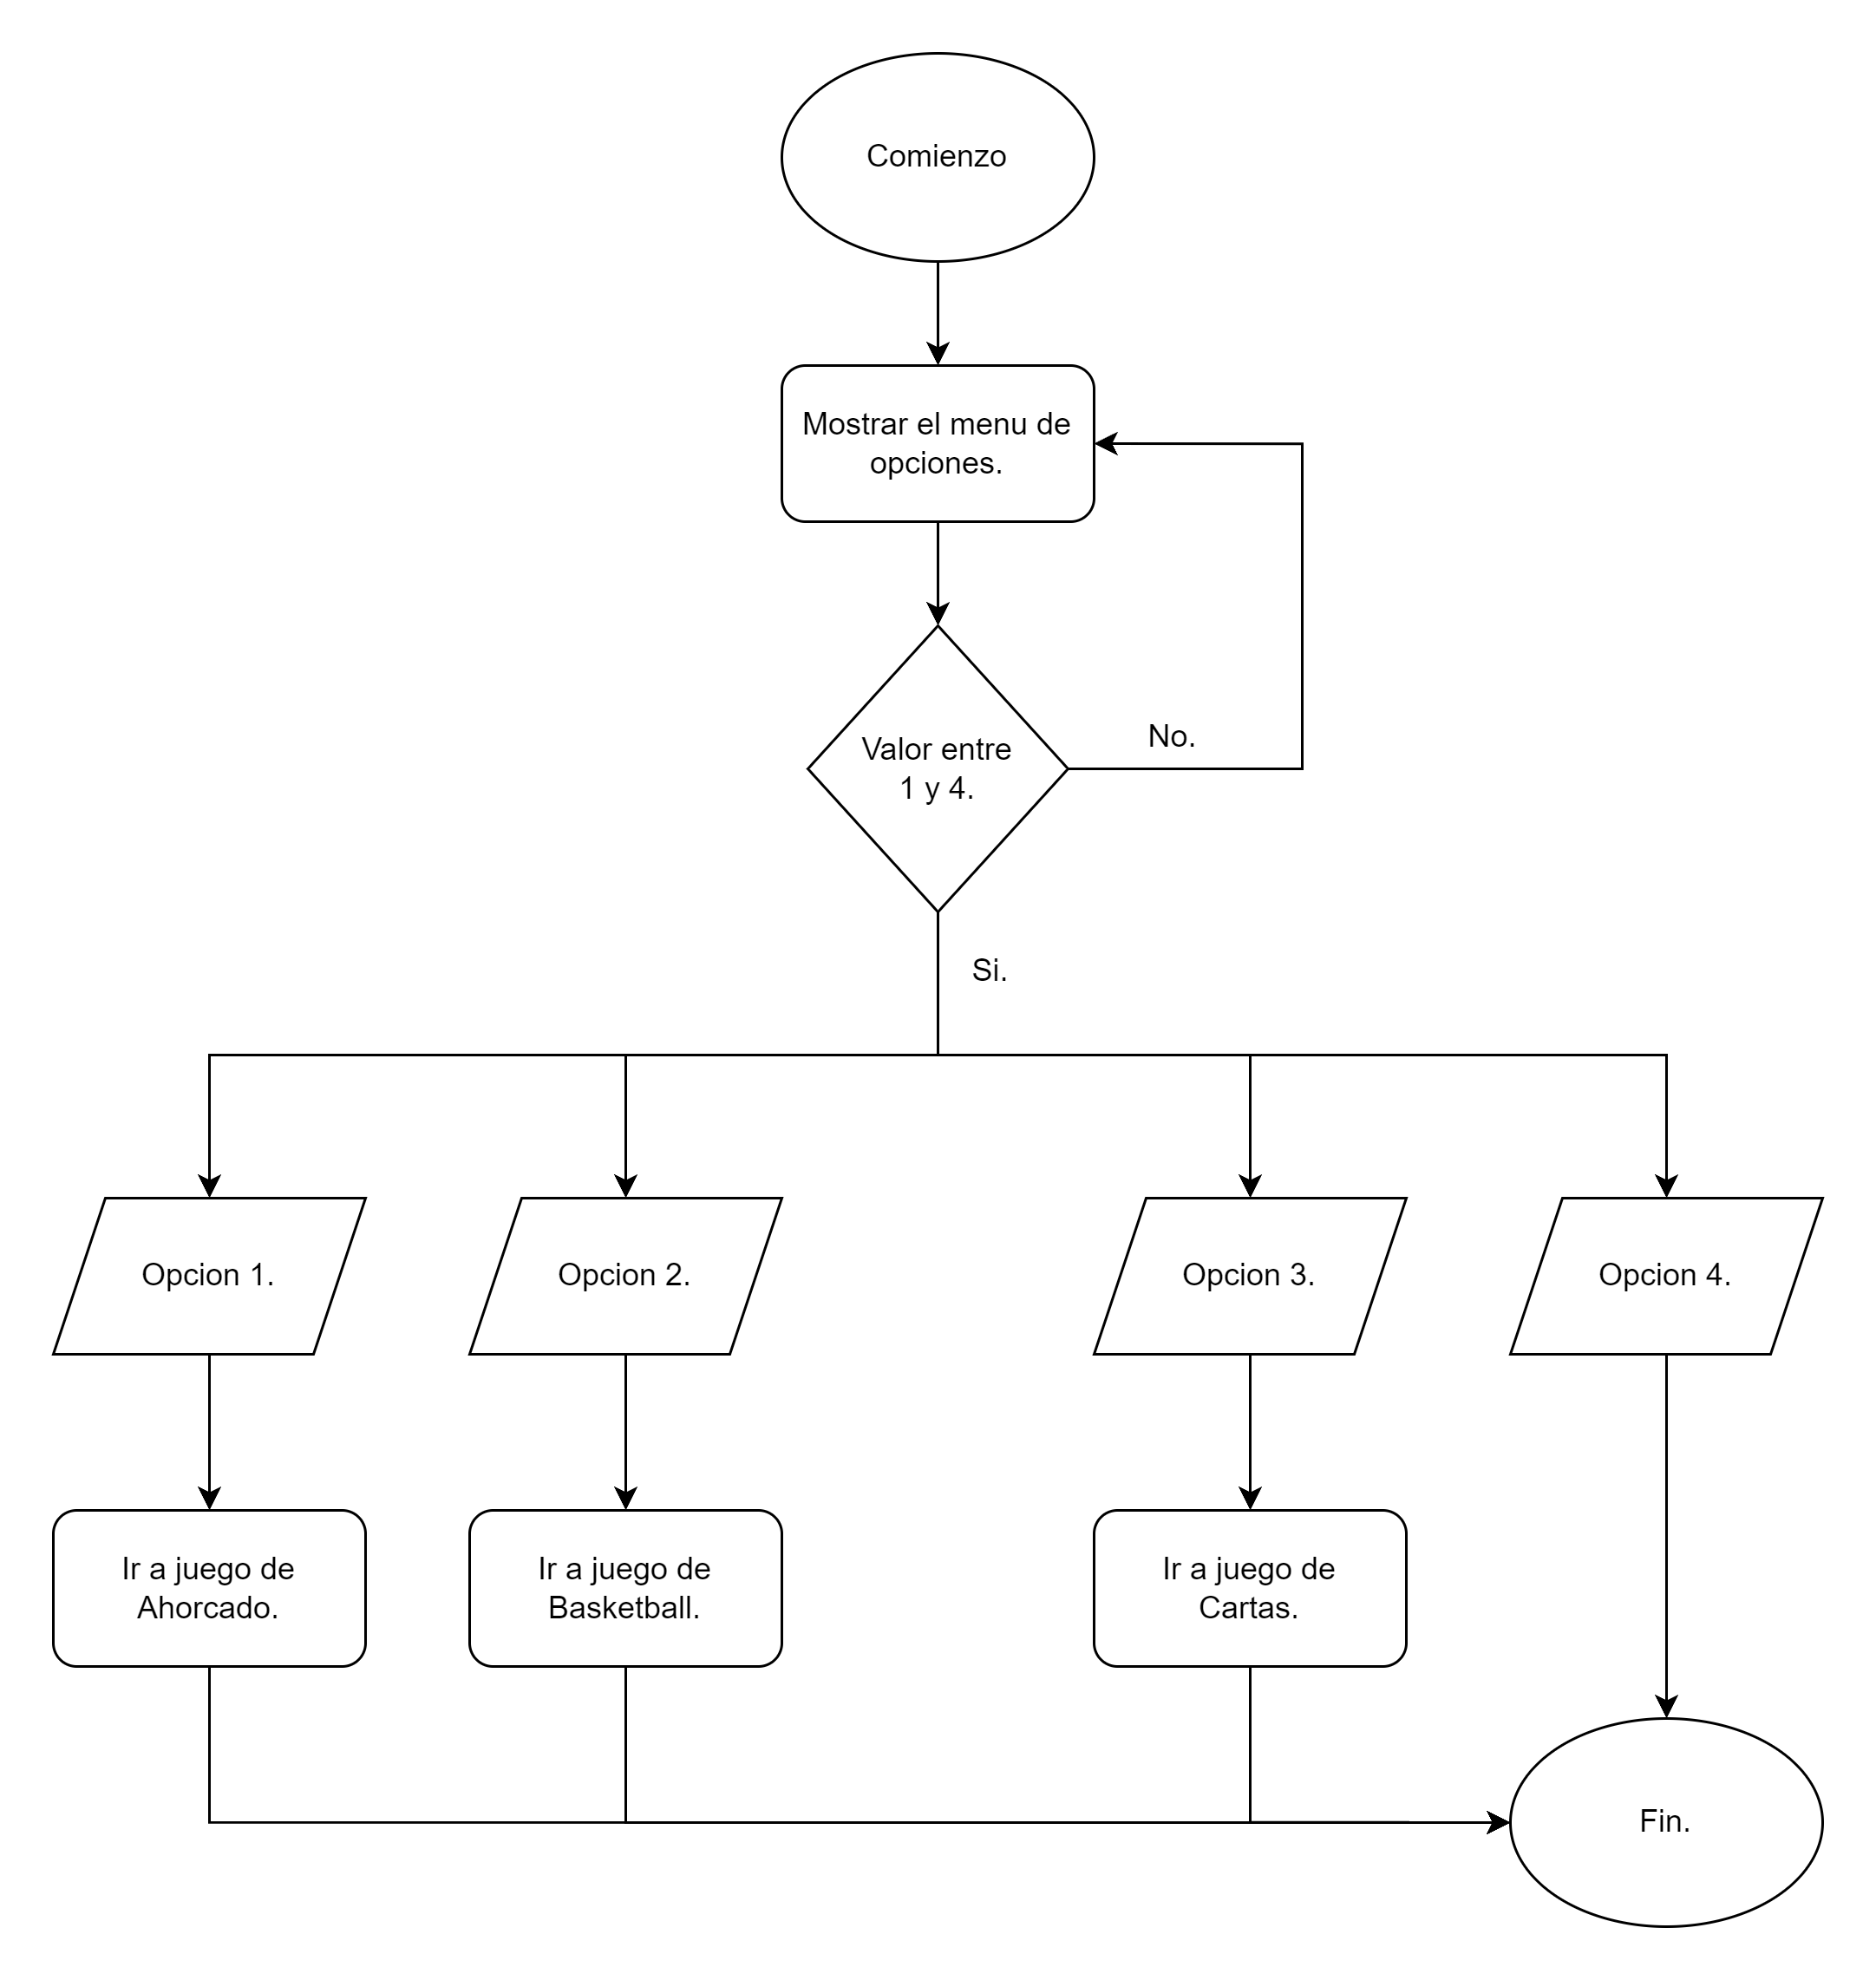 Comienzo
Mostrar el menu de
opciones.
Valor entre
1 y 4.
No.
Si.
Opcion 1.
Opcion 2.
Opcion 3.
Opcion 4.
Ir a juego de
Ahorcado.
Ir a juego de
Basketball.
Ir a juego de
Cartas.
Fin.